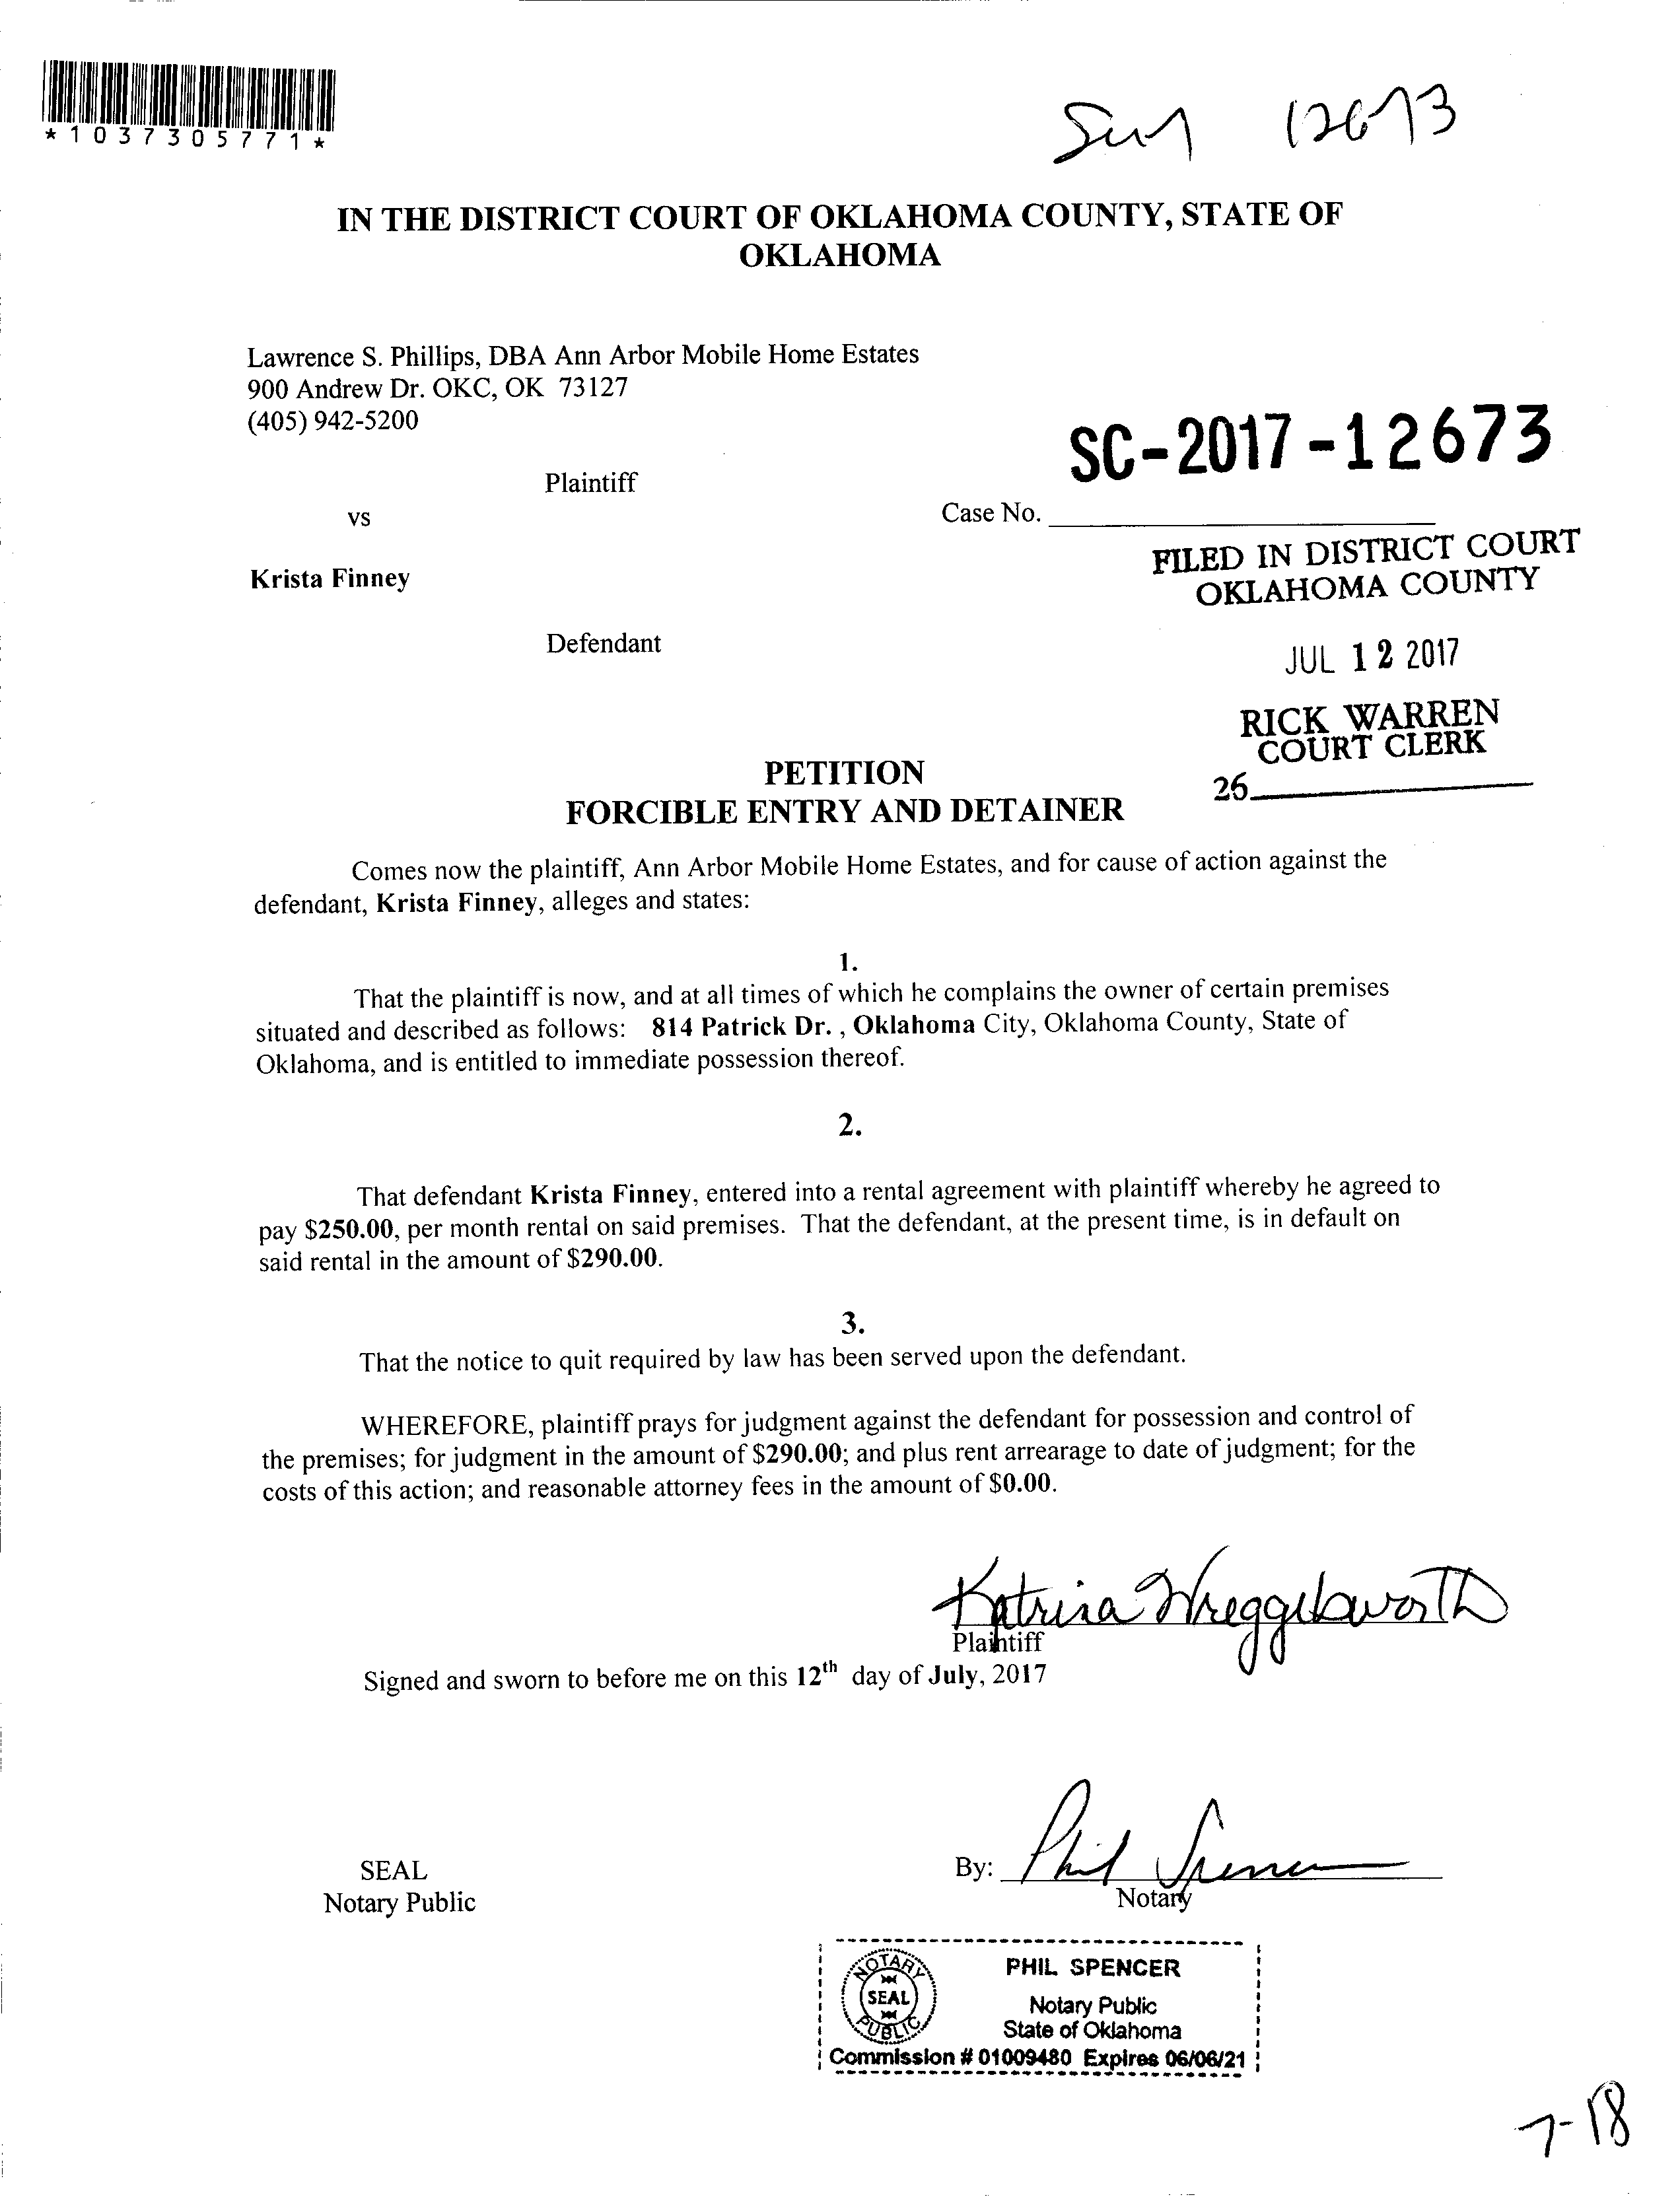 *1037305771*
12673
IN THE DISTRICT COURT OF OKLAHOMA COUNTY, STATE OF
OKLAHOMA
Lawrence S. Phillips, DBA Ann Arbor Mobile Home Estates
900 Andrew Dr. OKC, OK 73127
(405) 942-5200
SC-2017-12673
Plaintiff
vs
Case No.
FILED IN DISTRICT COURT
OKLAHOMA COUNTY
Krista Finney
Defendant
JUL 12 2017
RICK WARREN
COURT CLERK
26
PETITION
FORCIBLE ENTRY AND DETAINER
Comes now the plaintiff, Ann Arbor Mobile Home Estates, and for cause of action against the
defendant, Krista Finney, alleges and states:
1.
That the plaintiff is now, and at all times of which he complains the owner of certain premises
situated and described as follows: 814 Patrick Dr. , Oklahoma City, Oklahoma County, State of
Oklahoma, and is entitled to immediate possession thereof.
2.
That defendant Krista Finney, entered into a rental agreement with plaintiff whereby he agreed to
pay $250.00, per month rental on said premises. That the defendant, at the present time, is in default on
said rental in the amount of $290.00.
3.
That the notice to quit required by law has been served upon the defendant.
WHEREFORE, plaintiff prays for judgment against the defendant for possession and control of
the premises; for judgment in the amount of $290.00; and plus rent arrearage to date of judgment; for the
costs of this action; and reasonable attorney fees in the amount of $0.00.
Katrina Wreggelsworth
Plaintiff
Signed and sworn to before me on this 12th day of July, 2017
SEAL
Notary Public
By: Phil Spencer
Notary
NOTARY
SEAL
PUBLIC
PHIL SPENCER
Notary Public
State of Oklahoma
Commission # 01009480 Expires 06/06/21
7-18